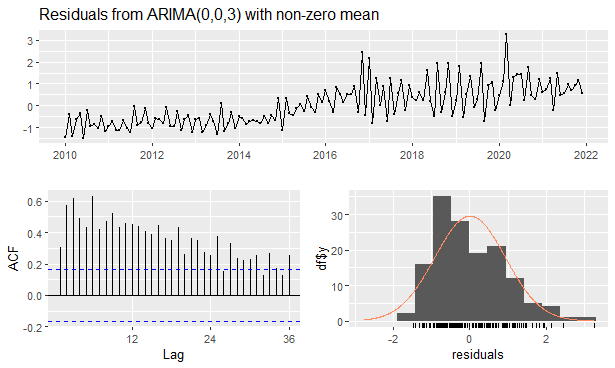 Residuals from ARIMA(0,0,3) with non-zero mean
3
2
1
0
-1
2010 2012 2014 2016 2018 2020 2022
0.6
0.4
0.2
0.0
-0.2
ACF
12 24 36
Lag
30
20
10
0
df$y
-2 0 2
residuals